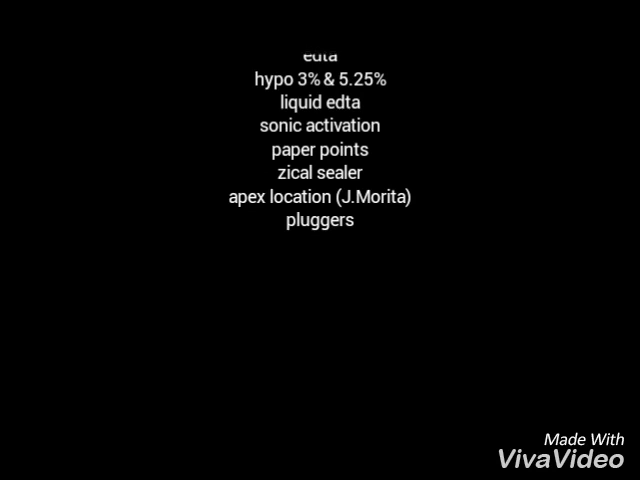 edta
hypo 3% & 5.25%
liquid edta
sonic activation
paper points
zical sealer
apex location (J.Morita)
pluggers
Made With
VivaVideo